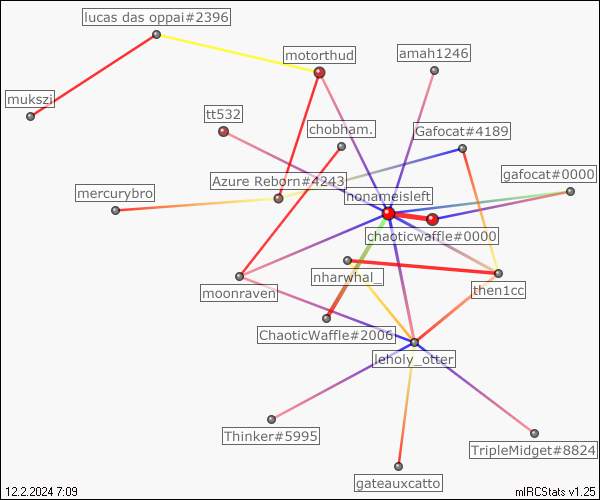 lucas das oppai#2396
motorthud
amah1246
mukszi
tt532
chobham.
Gafocat#4189
gafocat#0000
Azure Reborn#4243
mercurybro
nonameisleft
chaoticwaffle#0000
nharwhal_
moonraven
then1cc
ChaoticWaffle#2006
leholy_otter
Thinker#5995
TripleMidget#8824
gateauxcatto
12.2.2024 7:09
mIRCStats v1.25